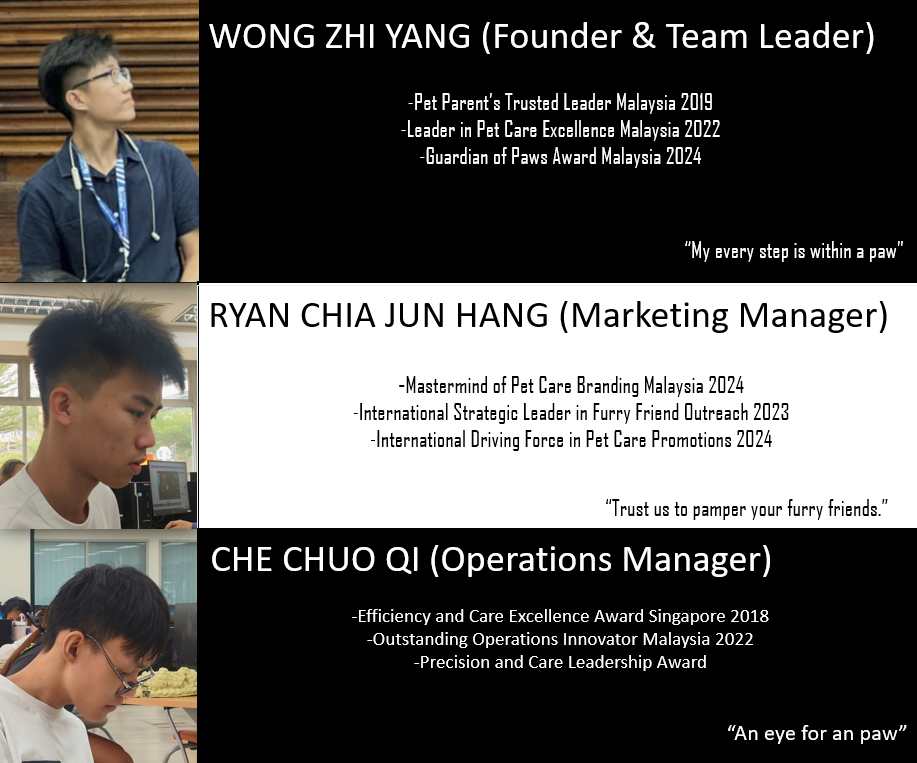 WONG ZHI YANG (Founder & Team Leader)
-Pet Parent's Trusted Leader Malaysia 2019
-Leader in Pet Care Excellence Malaysia 2022
-Guardian of Paws Award Malaysia 2024
“My every step is within a paw”
RYAN CHIA JUN HANG (Marketing Manager)
-Mastermind of Pet Care Branding Malaysia 2024
-International Strategic Leader in Furry Friend Outreach 2023
-International Driving Force in Pet Care Promotions 2024
“Trust us to pamper your furry friends.”
CHE CHUO QI (Operations Manager)
-Efficiency and Care Excellence Award Singapore 2018
-Outstanding Operations Innovator Malaysia 2022
-Precision and Care Leadership Award
“An eye for an paw”